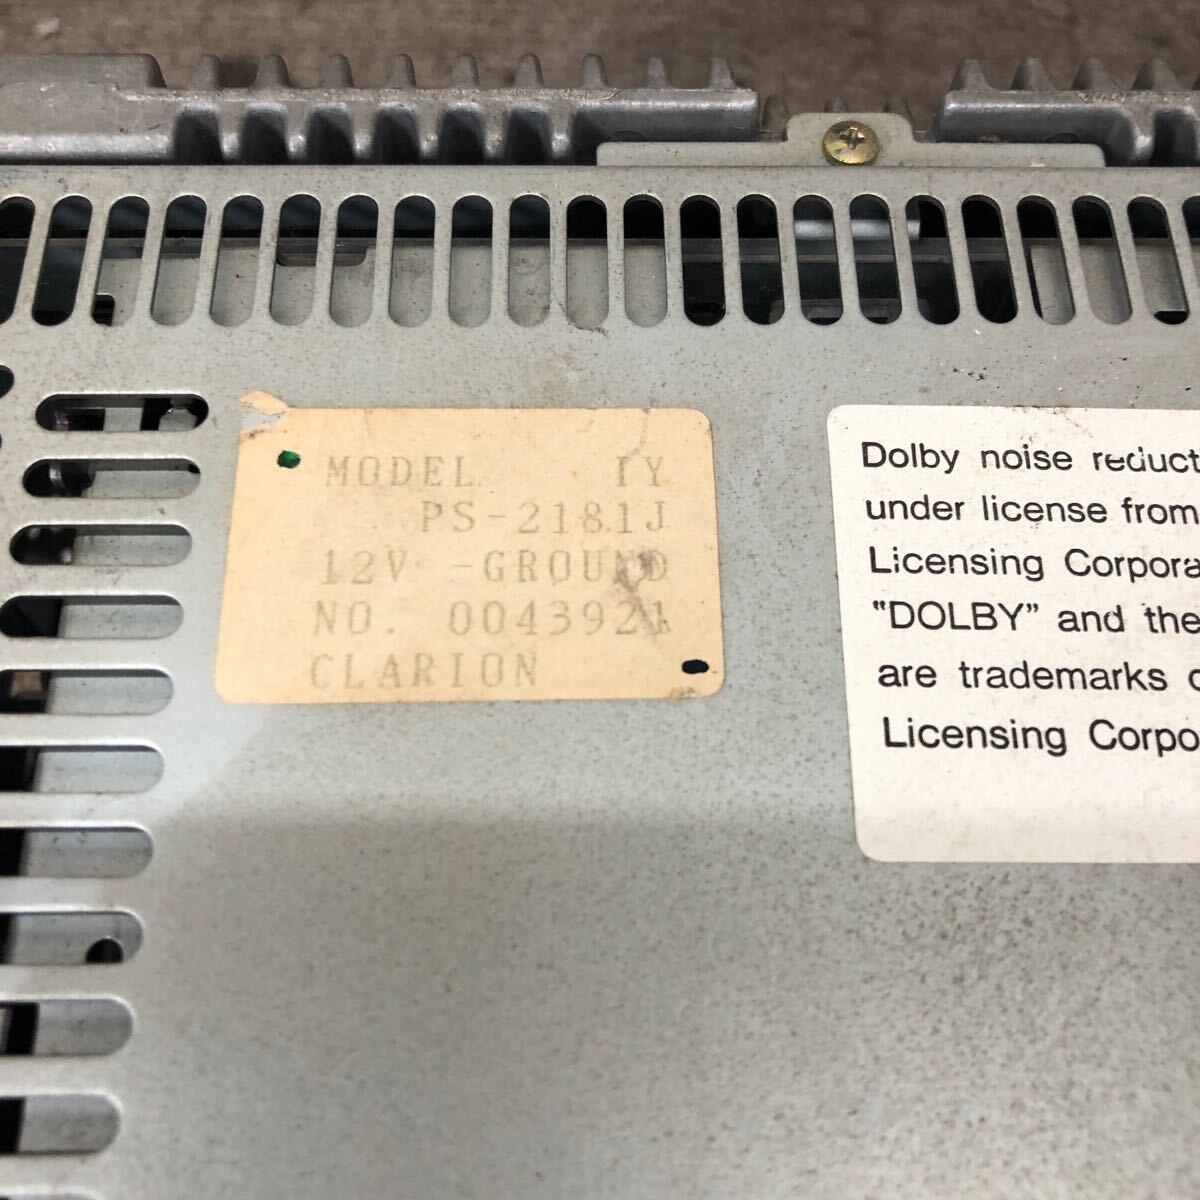 MODEL IY
PS-2181J
12V -GROUND
NO. 0043921
CLARION
Dolby noise reduct
under license from
Licensing Corpora
"DOLBY" and the
are trademarks o
Licensing Corpo